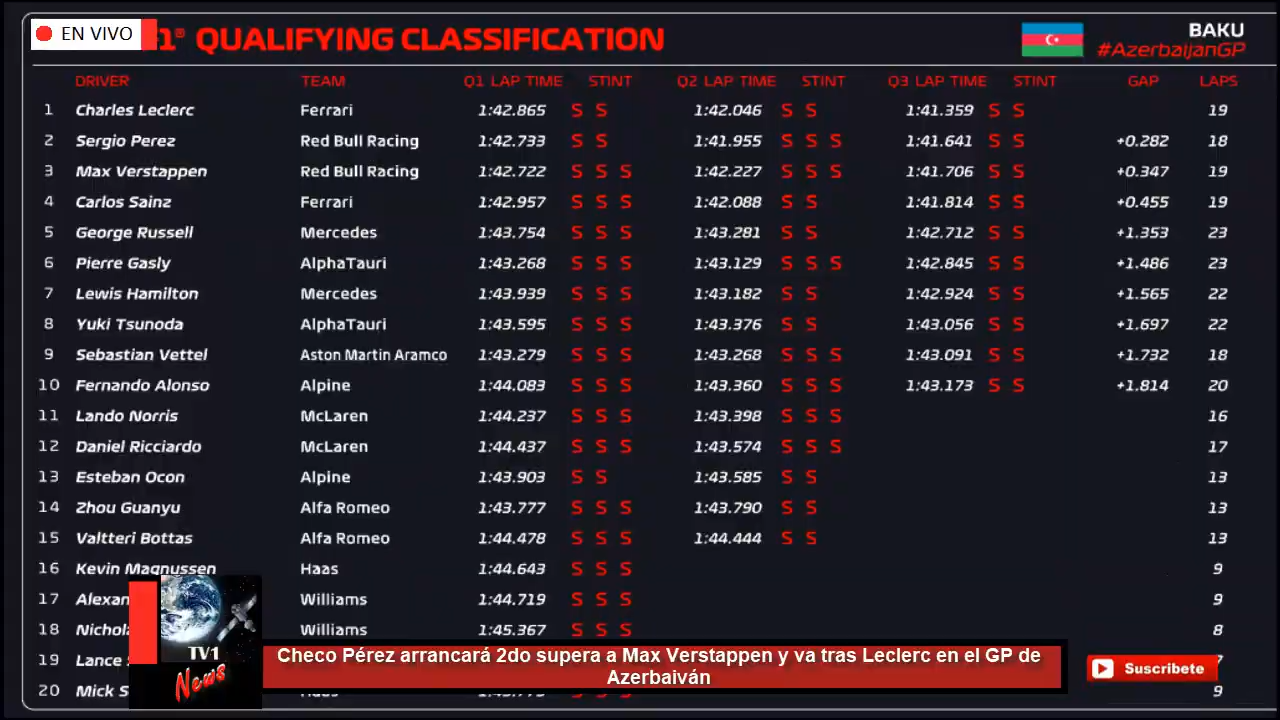 EN VIVO
1® QUALIFYING CLASSIFICATION
BAKU
#AzerbaijanGP
DRIVER TEAM Q1 LAP TIME STINT Q2 LAP TIME STINT Q3 LAP TIME STINT GAP LAPS
1 Charles Leclerc Ferrari 1:42.865 S S 1:42.046 S S 1:41.359 S S 19
2 Sergio Perez Red Bull Racing 1:42.733 S S 1:41.955 S S S 1:41.641 S S +0.282 18
3 Max Verstappen Red Bull Racing 1:42.722 S S S 1:42.227 S S S 1:41.706 S S +0.347 19
4 Carlos Sainz Ferrari 1:42.957 S S S 1:42.088 S S 1:41.814 S S +0.455 19
5 George Russell Mercedes 1:43.754 S S S 1:43.281 S S 1:42.712 S S +1.353 23
6 Pierre Gasly AlphaTauri 1:43.268 S S S 1:43.129 S S S 1:42.845 S S +1.486 23
7 Lewis Hamilton Mercedes 1:43.939 S S S 1:43.182 S S 1:42.924 S S +1.565 22
8 Yuki Tsunoda AlphaTauri 1:43.595 S S S 1:43.376 S S 1:43.056 S S +1.697 22
9 Sebastian Vettel Aston Martin Aramco 1:43.279 S S S 1:43.268 S S S 1:43.091 S S +1.732 18
10 Fernando Alonso Alpine 1:44.083 S S S 1:43.360 S S S 1:43.173 S S +1.814 20
11 Lando Norris McLaren 1:44.237 S S S 1:43.398 S S S 16
12 Daniel Ricciardo McLaren 1:44.437 S S S 1:43.574 S S S 17
13 Esteban Ocon Alpine 1:43.903 S S 1:43.585 S S 13
14 Zhou Guanyu Alfa Romeo 1:43.777 S S S 1:43.790 S S 13
15 Valtteri Bottas Alfa Romeo 1:44.478 S S S 1:44.444 S S 13
16 Kevin Magnussen Haas 1:44.643 S S S 9
17 Alexan Williams 1:44.719 S S S 9
18 Nichola Williams 1:45.367 S S S 8
19 Lance 7
20 Mick S 9
TV1
News
Checo Pérez arrancará 2do supera a Max Verstappen y va tras Leclerc en el GP de
Azerbaiván
Suscribete